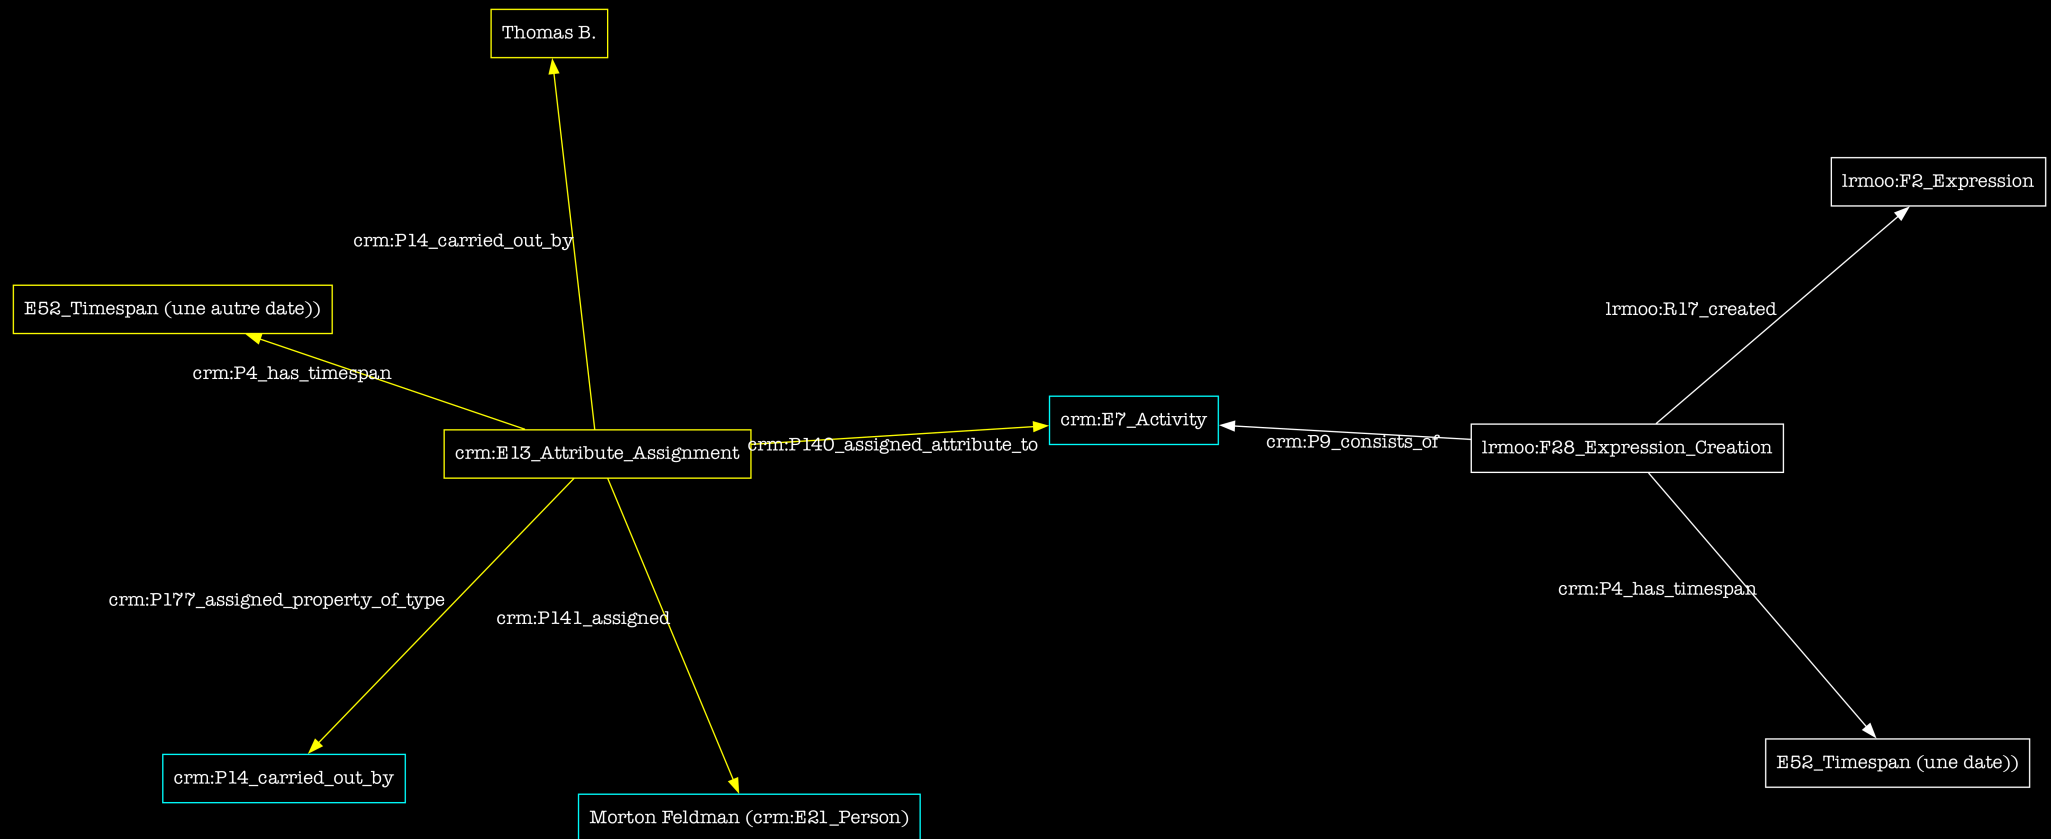 Thomas B.
lrmoo:F2_Expression
crm:P14_carried_out_by
E52_Timespan (une autre date))
lrmoo:R17_created
crm:P4_has_timespan
crm:E7_Activity
crm:P140_assigned_attribute_to
crm:P9_consists_of
crm:E13_Attribute_Assignment
lrmoo:F28_Expression_Creation
crm:P4_has_timespan
crm:P177_assigned_property_of_type
crm:P141_assigned
E52_Timespan (une date))
crm:P14_carried_out_by
Morton Feldman (crm:E21_Person)